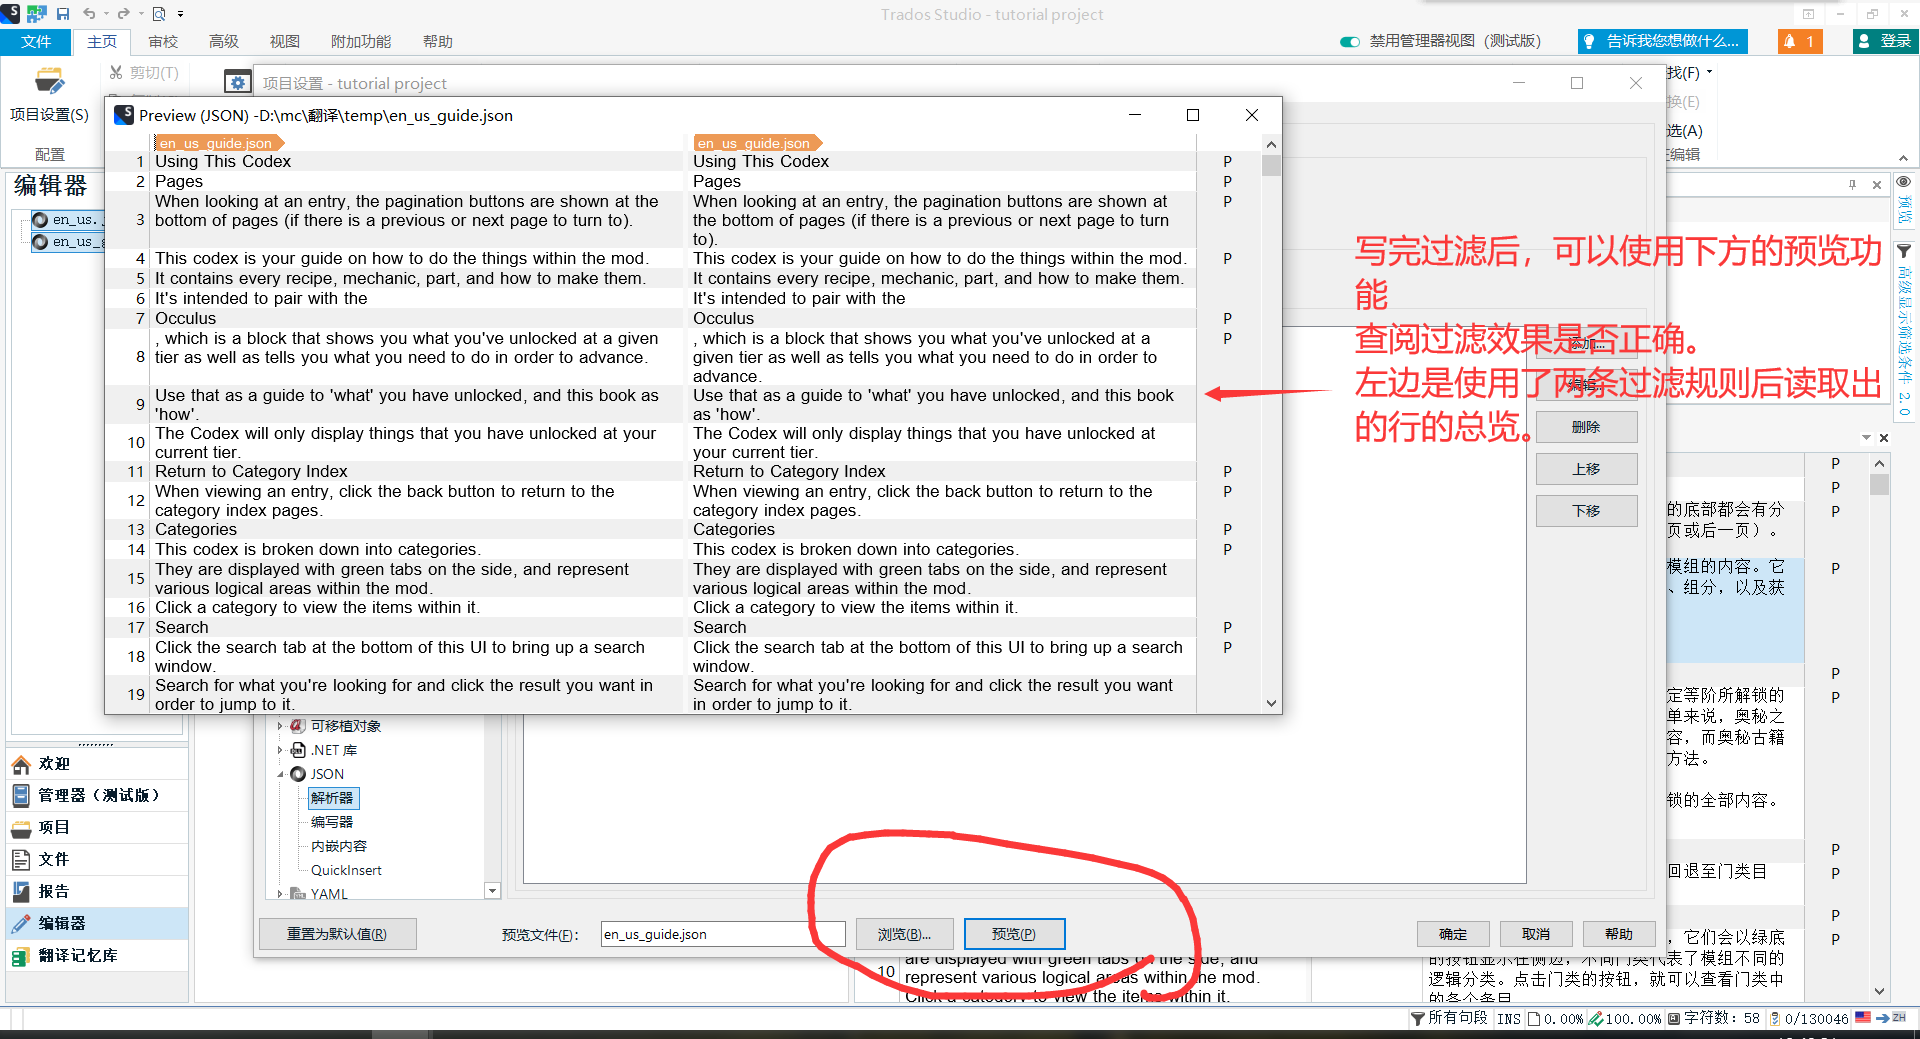 Trados Studio - tutorial project
文件 主页 审校 高级 视图 附加功能 帮助
禁用管理器视图 (测试版)
告诉我您想做什么...
1
登录
剪切(T)
项目设置(S)
配置
项目设置 - tutorial project
找(F)
换(E)
选(A)
编辑
编辑器
en_us.
en_us_g
Preview (JSON) -D:\mc\翻译\temp\en_us_guide.json
en_us_guide.json en_us_guide.json
1 Using This Codex Using This Codex P
2 Pages Pages P
3 When looking at an entry, the pagination buttons are shown at the When looking at an entry, the pagination buttons are shown at P
bottom of pages (if there is a previous or next page to turn to). the bottom of pages (if there is a previous or next page to turn
to).
4 This codex is your guide on how to do the things within the mod. This codex is your guide on how to do the things within the mod. P
5 It contains every recipe, mechanic, part, and how to make them. It contains every recipe, mechanic, part, and how to make them.
6 It's intended to pair with the It's intended to pair with the
7 Occulus Occulus P
8 , which is a block that shows you what you've unlocked at a given , which is a block that shows you what you've unlocked at a P
tier as well as tells you what you need to do in order to advance. given tier as well as tells you what you need to do in order to
advance.
9 Use that as a guide to 'what' you have unlocked, and this book as Use that as a guide to 'what' you have unlocked, and this book
'how'. as 'how'.
10 The Codex will only display things that you have unlocked at your The Codex will only display things that you have unlocked at
current tier. your current tier.
11 Return to Category Index Return to Category Index P
12 When viewing an entry, click the back button to return to the When viewing an entry, click the back button to return to the P
category index pages. category index pages.
13 Categories Categories P
14 This codex is broken down into categories. This codex is broken down into categories. P
15 They are displayed with green tabs on the side, and represent They are displayed with green tabs on the side, and represent
various logical areas within the mod. various logical areas within the mod.
16 Click a category to view the items within it. Click a category to view the items within it.
17 Search Search P
18 Click the search tab at the bottom of this UI to bring up a search Click the search tab at the bottom of this UI to bring up a search P
window. window.
19 Search for what you're looking for and click the result you want in Search for what you're looking for and click the result you want
order to jump to it. in order to jump to it.
写完过滤后，可以使用下方的预览功
能
查阅过滤效果是否正确。
左边是使用了两条过滤规则后读取出
的行的总览。
添加...
编辑...
删除
上移
下移
预览
高级显示筛选条件 2.0
P
P
的底部都会有分 P
页或后一页）。
模组的内容。它 P
、组分，以及获
P
定等阶所解锁的 P
单来说，奥秘之
容，而奥秘古籍
方法。
锁的全部内容。
P
回退至门类目 P
P
，它们会以绿底 P
的按钮显示在侧边，不同门类代表了模组不同的
逻辑分类。点击门类的按钮，就可以查看门类中
的各个条目
可移植对象
.NET 库
JSON
解析器
编写器
内嵌内容
QuickInsert
YAML
欢迎
管理器（测试版）
项目
文件
报告
编辑器
翻译记忆库
重置为默认值(R)
预览文件(F): en_us_guide.json
浏览(B)...
预览(P)
确定 取消 帮助
are displayed with green tabs on the side, and
10 represent various logical areas within the mod.
Click a category to view the items within it.
所有句段 INS 0.00% 100.00% 字符数: 58 0/130046 ZH